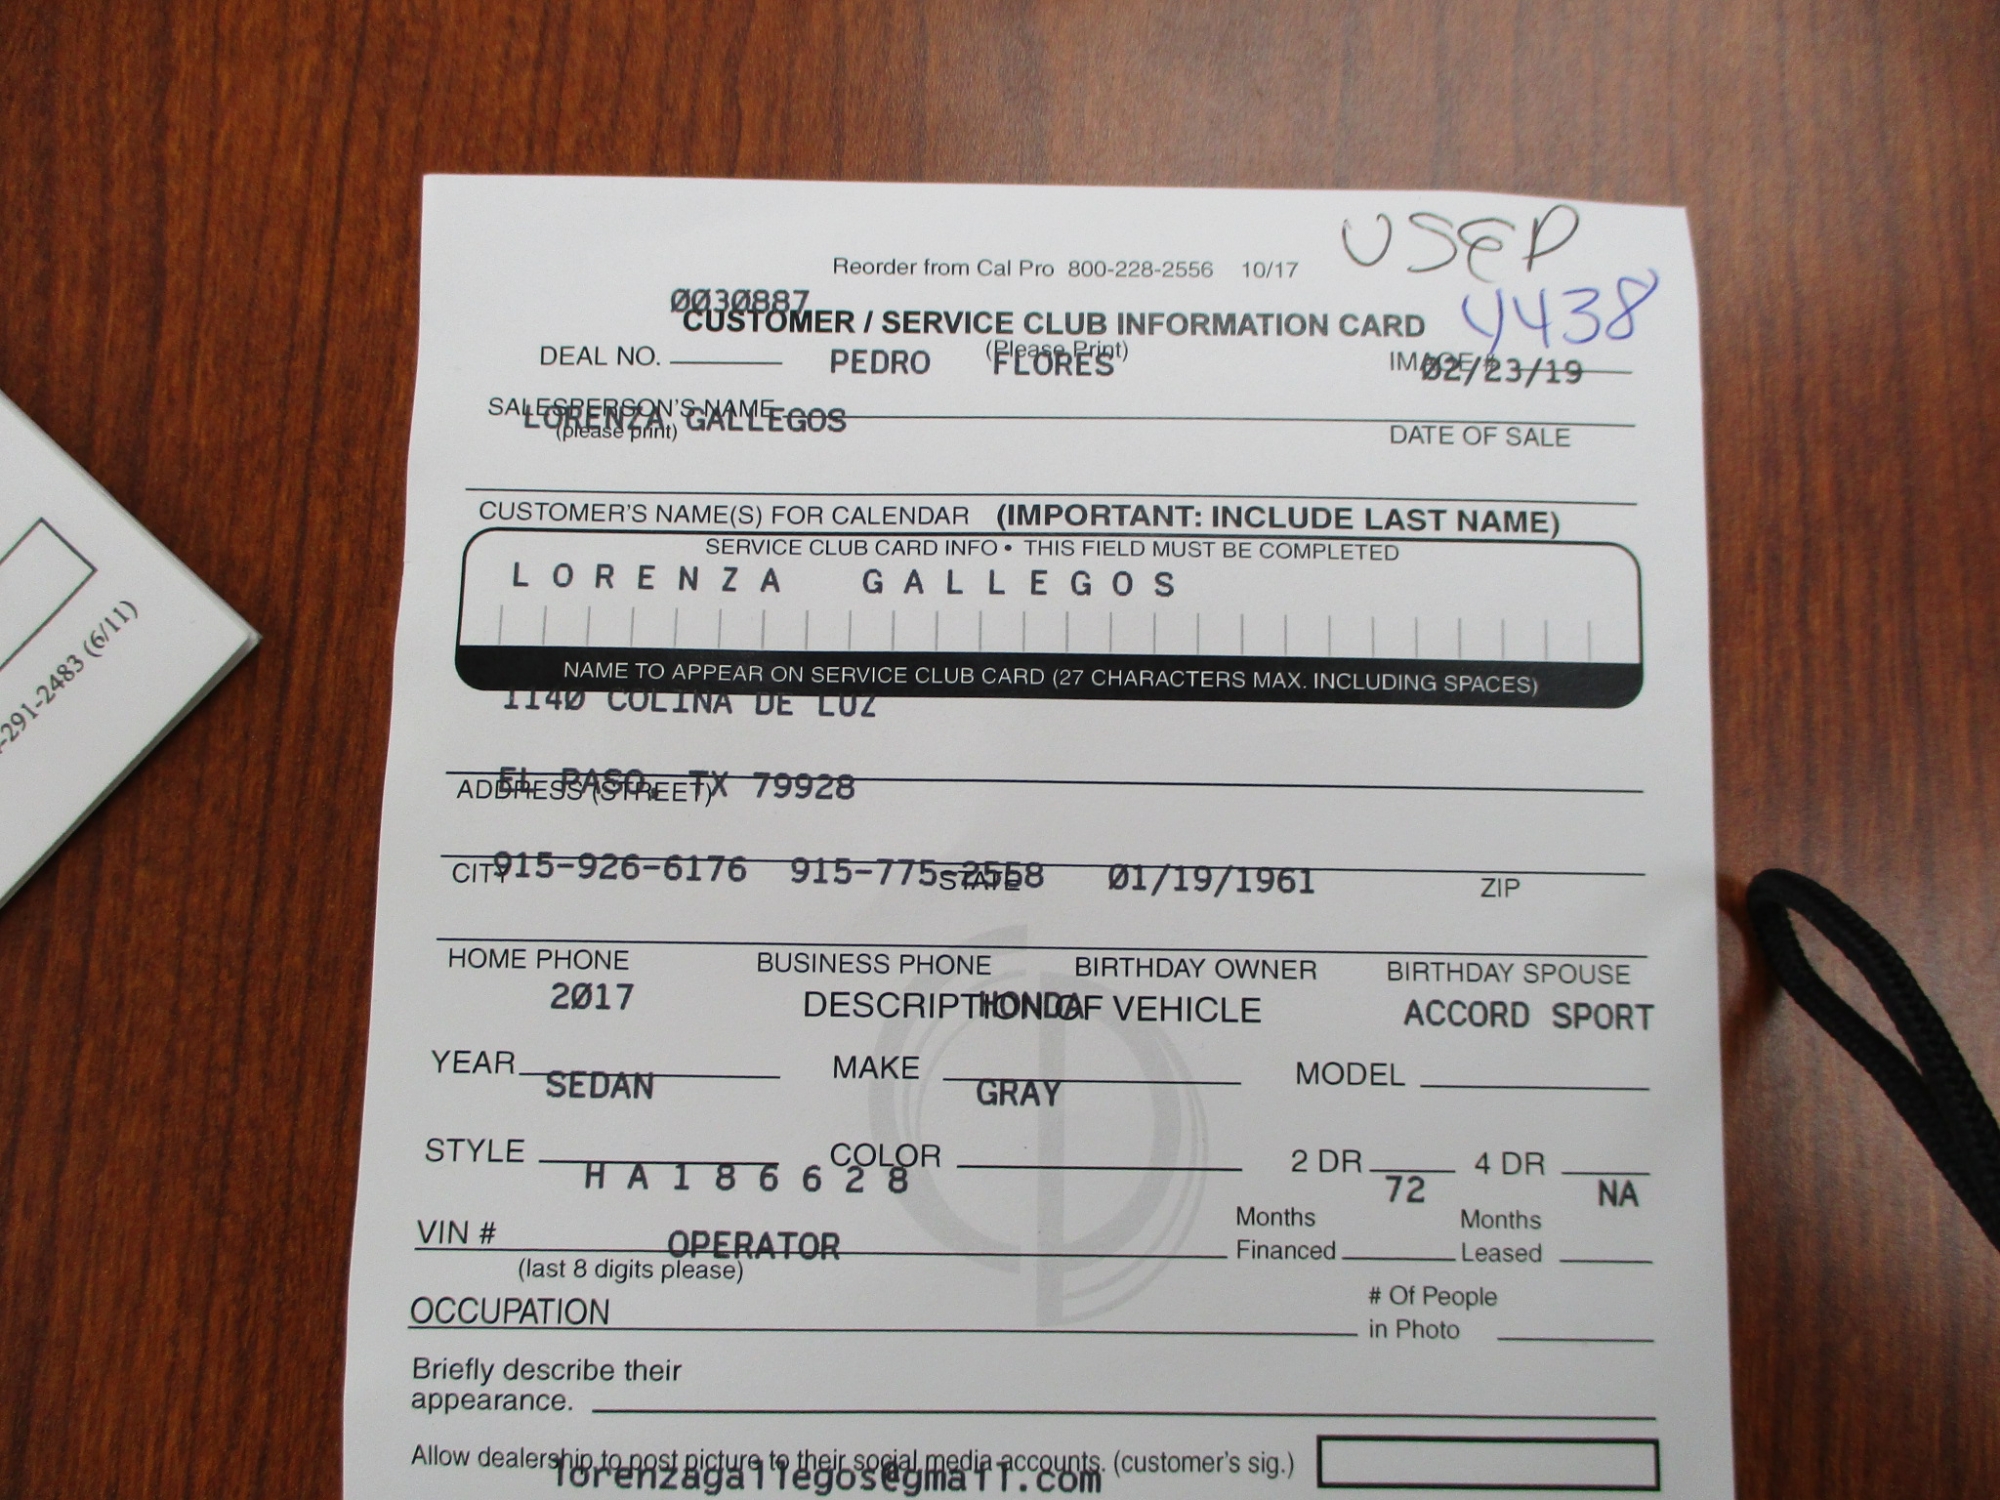 USED
Reorder from Cal Pro 800-228-2556 10/17
4438
0030887
CUSTOMER / SERVICE CLUB INFORMATION CARD
(Please Print)
DEAL NO. PEDRO FLORES IMAGE # 02/23/19
SALESPERSON'S NAME
LORENZA GALLEGOS
(please print) DATE OF SALE
CUSTOMER'S NAME(S) FOR CALENDAR (IMPORTANT: INCLUDE LAST NAME)
SERVICE CLUB CARD INFO • THIS FIELD MUST BE COMPLETED
LORENZA GALLEGOS
NAME TO APPEAR ON SERVICE CLUB CARD (27 CHARACTERS MAX. INCLUDING SPACES)
1140 COLINA DE LUZ
EL PASO, TX 79928
ADDRESS (STREET)
915-926-6176 915-775-2558 01/19/1961
CITY STATE ZIP
HOME PHONE BUSINESS PHONE BIRTHDAY OWNER BIRTHDAY SPOUSE
2017 HONDA ACCORD SPORT
DESCRIPTION OF VEHICLE
YEAR MAKE MODEL
SEDAN GRAY
STYLE COLOR 2 DR 4 DR
HA186628 72 NA
VIN # Months Financed Months Leased
OPERATOR
(last 8 digits please)
OCCUPATION # Of People in Photo
Briefly describe their
appearance.
Allow dealership to post picture to their social media accounts. (customer's sig.)
lorenzagallegos@gmail.com
-291-2483 (6/11)